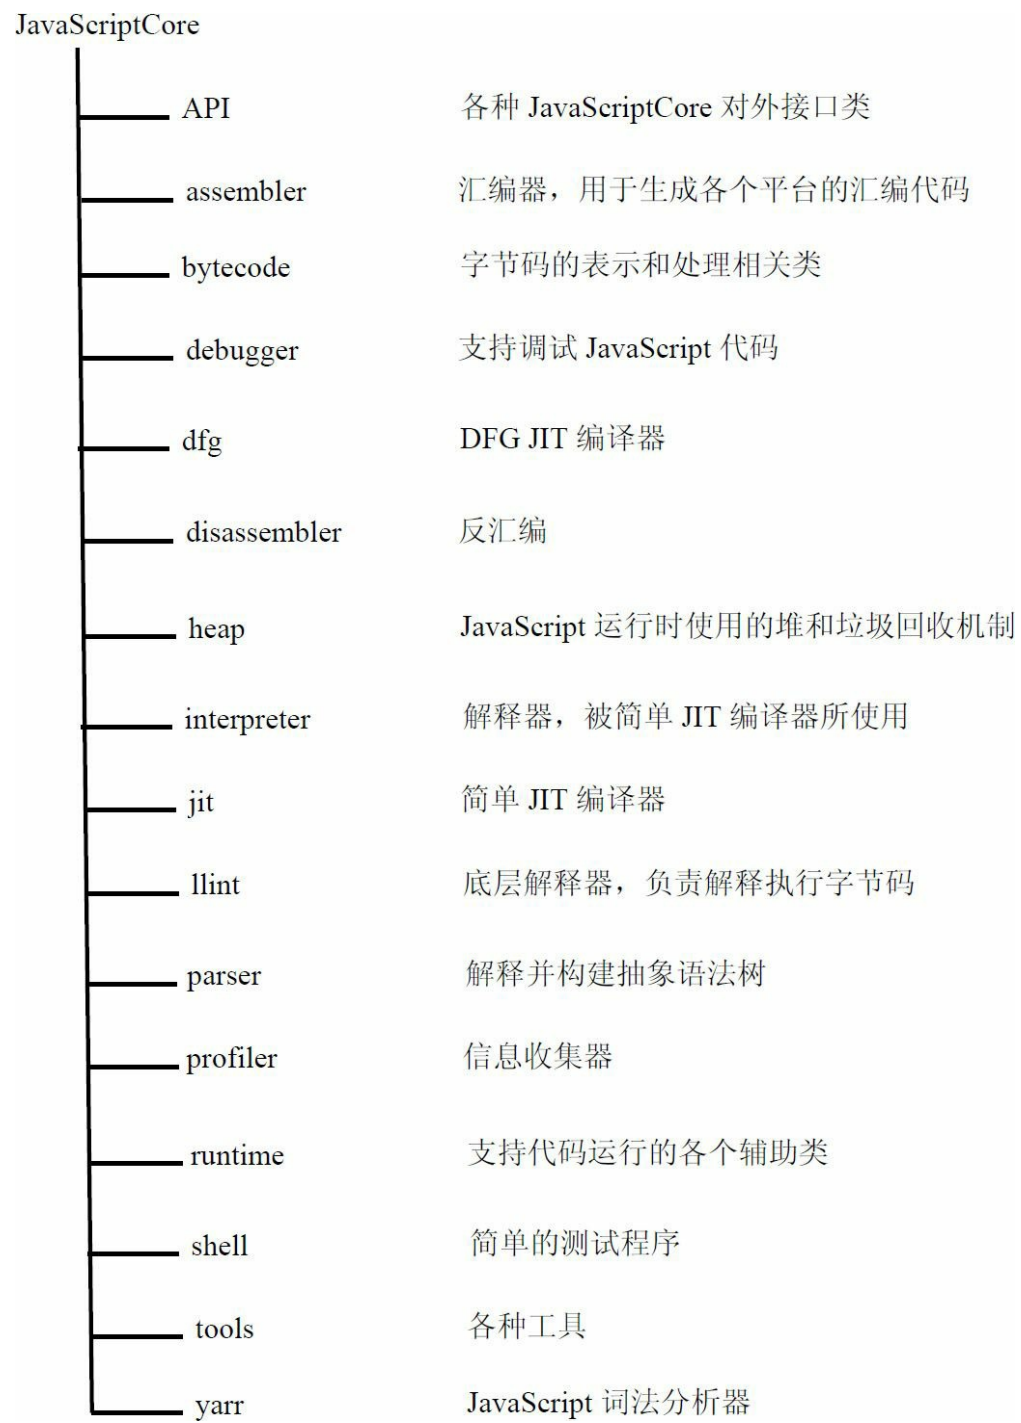 JavaScriptCore
API 各种 JavaScriptCore 对外接口类
assembler 汇编器，用于生成各个平台的汇编代码
bytecode 字节码的表示和处理相关类
debugger 支持调试 JavaScript 代码
dfg DFG JIT 编译器
disassembler 反汇编
heap JavaScript 运行时使用的堆和垃圾回收机制
interpreter 解释器，被简单 JIT 编译器所使用
jit 简单 JIT 编译器
llint 底层解释器，负责解释执行字节码
parser 解释并构建抽象语法树
profiler 信息收集器
runtime 支持代码运行的各个辅助类
shell 简单的测试程序
tools 各种工具
yarr JavaScript 词法分析器